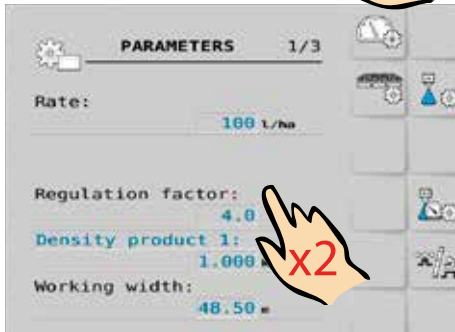 PARAMETERS 1/3
Rate:
100 l/ha
Regulation factor:
4.0
Density product 1:
1.000
x2
Working width:
48.50 m